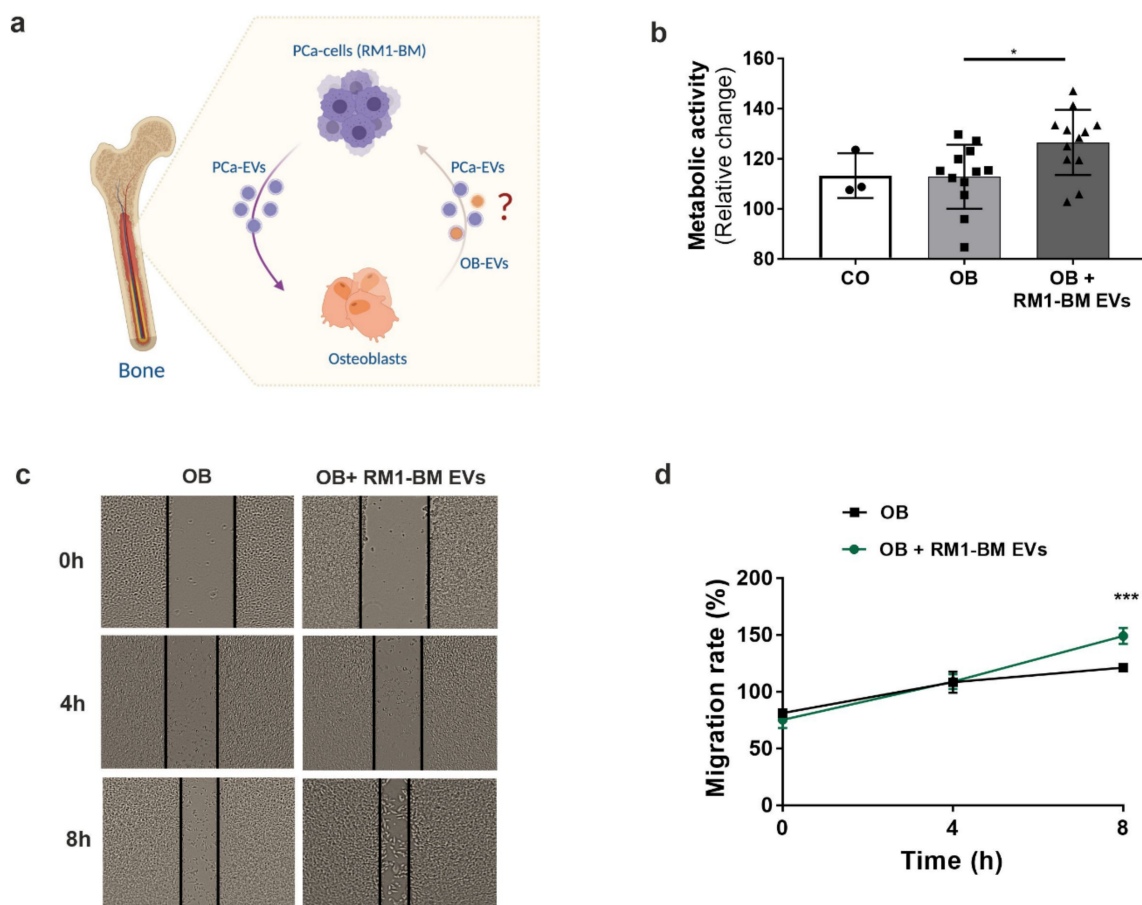 a
PCa-cells (RM1-BM)
PCa-EVs
PCa-EVs
?
OB-EVs
Osteoblasts
Bone
b
Metabolic activity
(Relative change)
160
140
120
100
80
*
CO
OB
OB +
RM1-BM EVs
c
OB
OB+ RM1-BM EVs
0h
4h
8h
d
OB
OB + RM1-BM EVs
Migration rate (%)
200
150
100
50
0
***
0
4
8
Time (h)